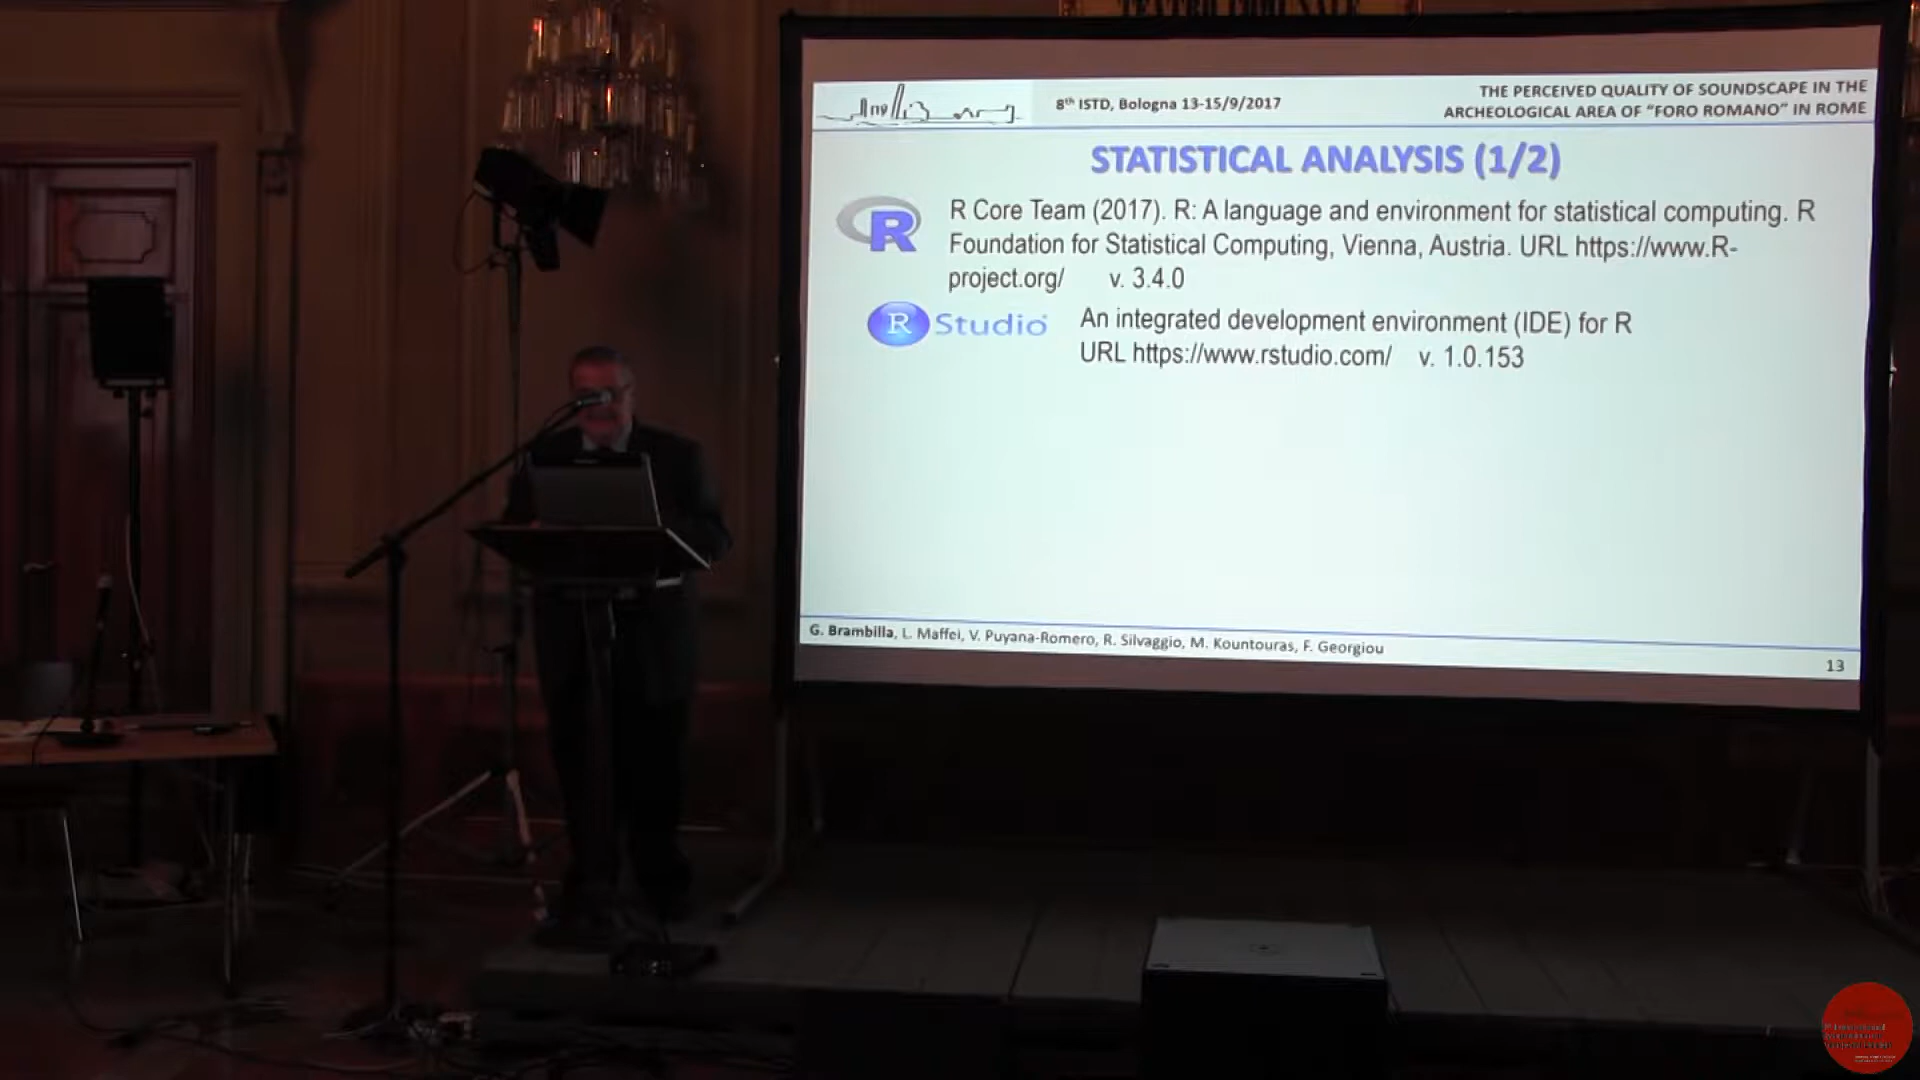 8th ISTD, Bologna 13-15/9/2017
THE PERCEIVED QUALITY OF SOUNDSCAPE IN THE
ARCHEOLOGICAL AREA OF "FORO ROMANO" IN ROME
STATISTICAL ANALYSIS (1/2)
R
R Core Team (2017). R: A language and environment for statistical computing. R
Foundation for Statistical Computing, Vienna, Austria. URL https://www.R-
project.org/ v. 3.4.0
R Studio
An integrated development environment (IDE) for R
URL https://www.rstudio.com/ v. 1.0.153
G. Brambilla, L. Maffei, V. Puyana-Romero, R. Silvaggio, M. Kountouras, F. Georgiou
13